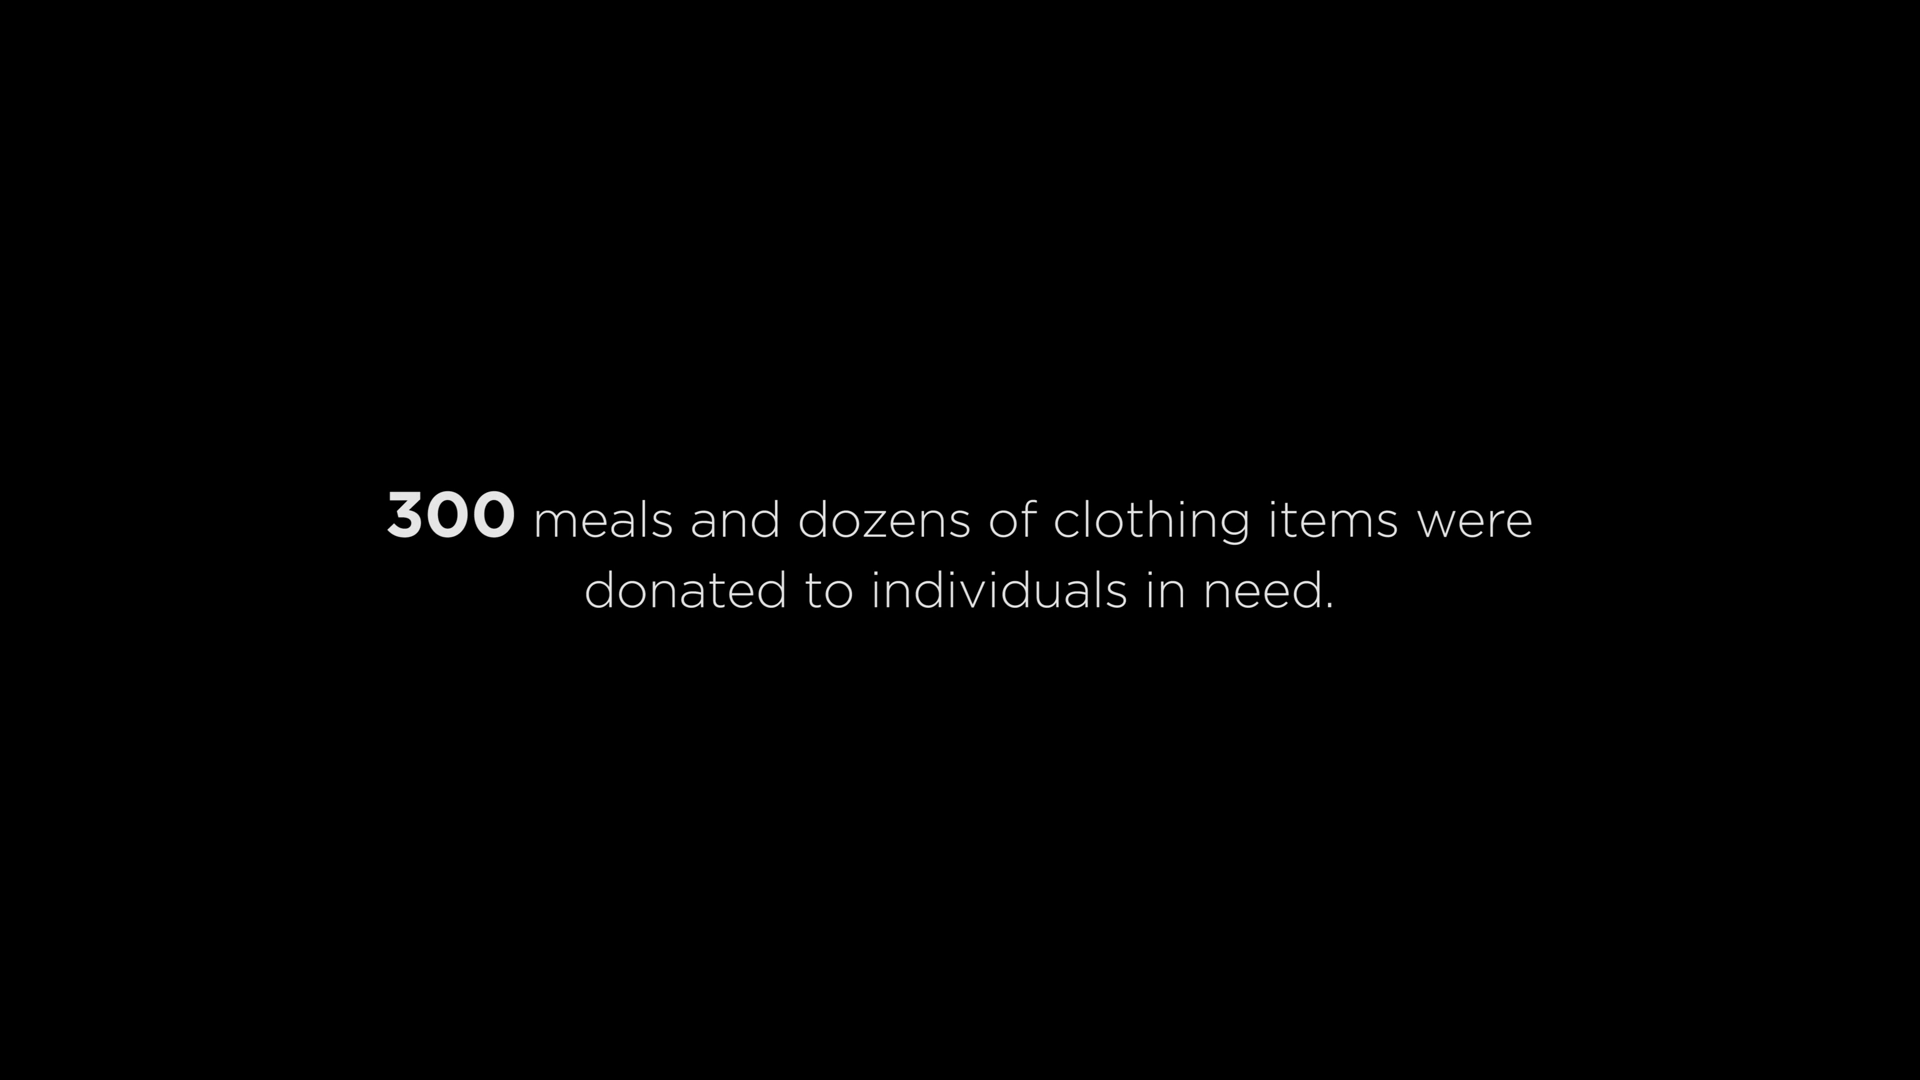 300 meals and dozens of clothing items were
donated to individuals in need.